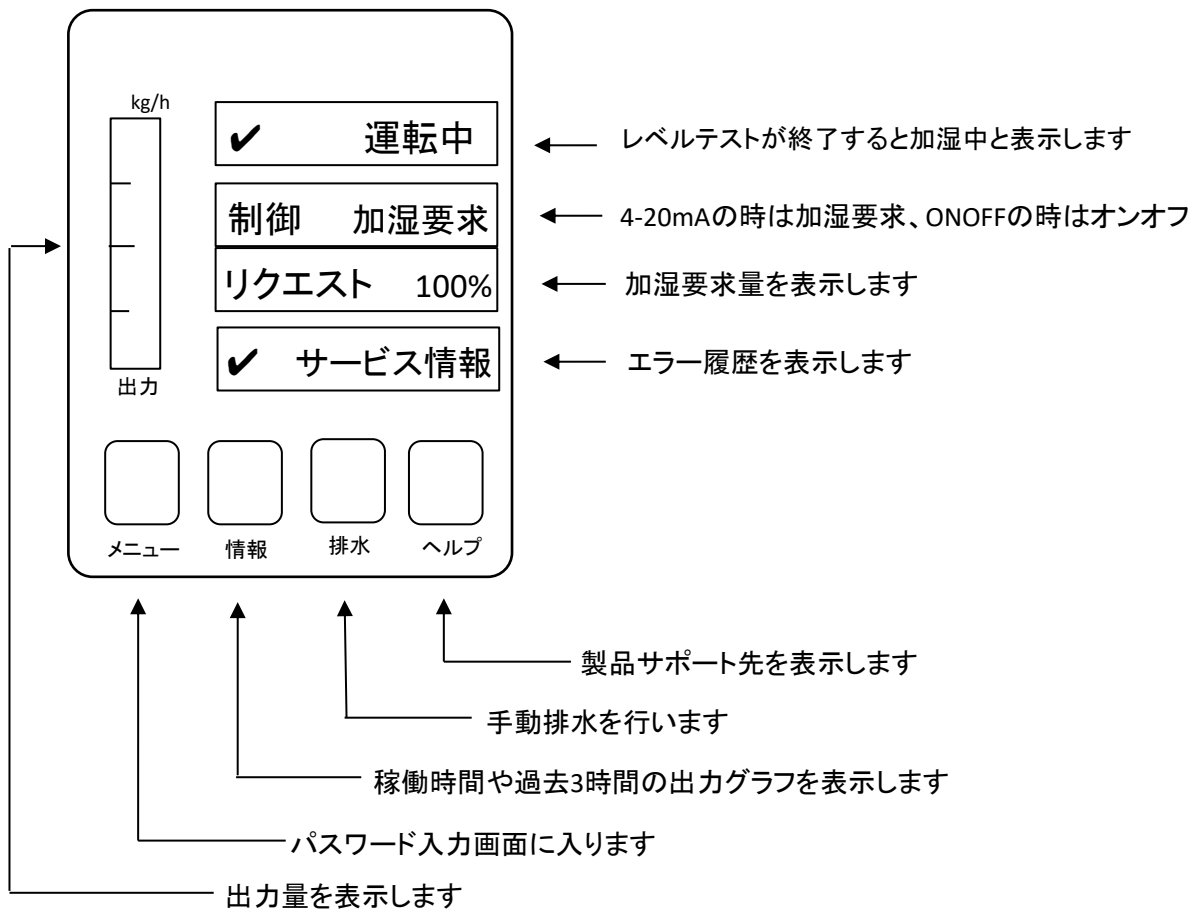 kg/h
✔ 運転中
レベルテストが終了すると加湿中と表示します
制御 加湿要求
4-20mAの時は加湿要求、ONOFFの時はオンオフ
リクエスト 100%
加湿要求量を表示します
✔ サービス情報
エラー履歴を表示します
出力
メニュー 情報 排水 ヘルプ
製品サポート先を表示します
手動排水を行います
稼働時間や過去3時間の出力グラフを表示します
パスワード入力画面に入ります
出力量を表示します